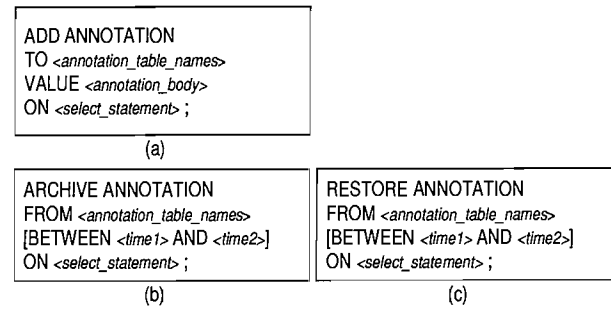 ADD ANNOTATION
TO <annotation_table_names>
VALUE <annotation_body>
ON <select_statement> ;
(a)
ARCHIVE ANNOTATION
FROM <annotation_table_names>
[BETWEEN <time1> AND <time2>]
ON <select_statement> ;
(b)
RESTORE ANNOTATION
FROM <annotation_table_names>
[BETWEEN <time1> AND <time2>]
ON <select_statement> ;
(c)